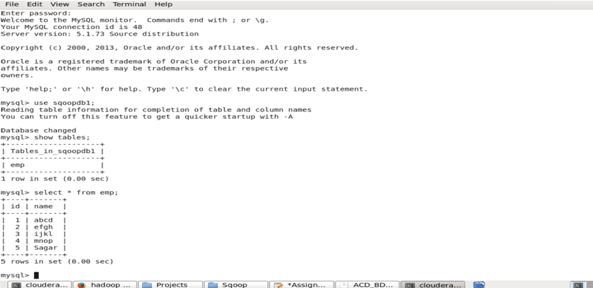 File Edit View Search Terminal Help
Enter password:
Welcome to the MySQL monitor.  Commands end with ; or \g.
Your MySQL connection id is 48
Server version: 5.1.73 Source distribution

Copyright (c) 2000, 2013, Oracle and/or its affiliates. All rights reserved.

Oracle is a registered trademark of Oracle Corporation and/or its
affiliates. Other names may be trademarks of their respective
owners.

Type 'help;' or '\h' for help. Type '\c' to clear the current input statement.

mysql> use sqoopdb1;
Reading table information for completion of table and column names
You can turn off this feature to get a quicker startup with -A

Database changed
mysql> show tables;
+--------------------+
| Tables_in_sqoopdb1 |
+--------------------+
| emp                |
+--------------------+
1 row in set (0.00 sec)

mysql> select * from emp;
+----+-------+
| id | name  |
+----+-------+
|  1 | abcd  |
|  2 | efgh  |
|  3 | ijkl  |
|  4 | mnop  |
|  5 | Sagar |
+----+-------+
5 rows in set (0.00 sec)

mysql>
cloudera... hadoop ... Projects Sqoop *Assign... ACD_BD... cloudera...